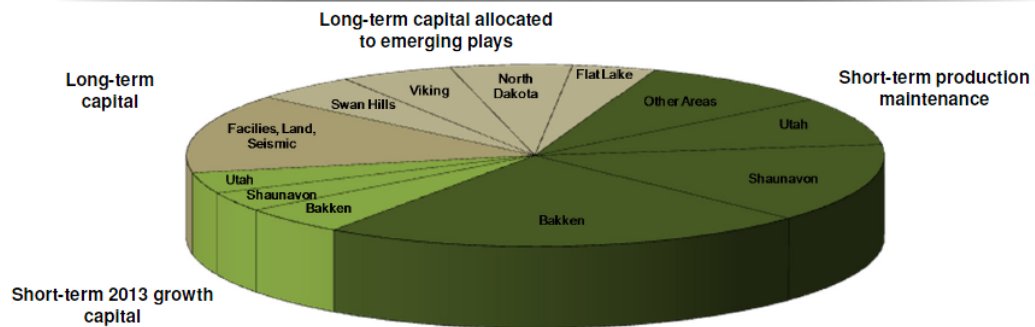 Long-term capital allocated
to emerging plays
Long-term
capital
Short-term production
maintenance
Swan Hills
Viking
North
Dakota
Flat Lake
Other Areas
Utah
Shaunavon
Bakken
Facilies, Land,
Seismic
Utah
Shaunavon
Bakken
Short-term 2013 growth
capital